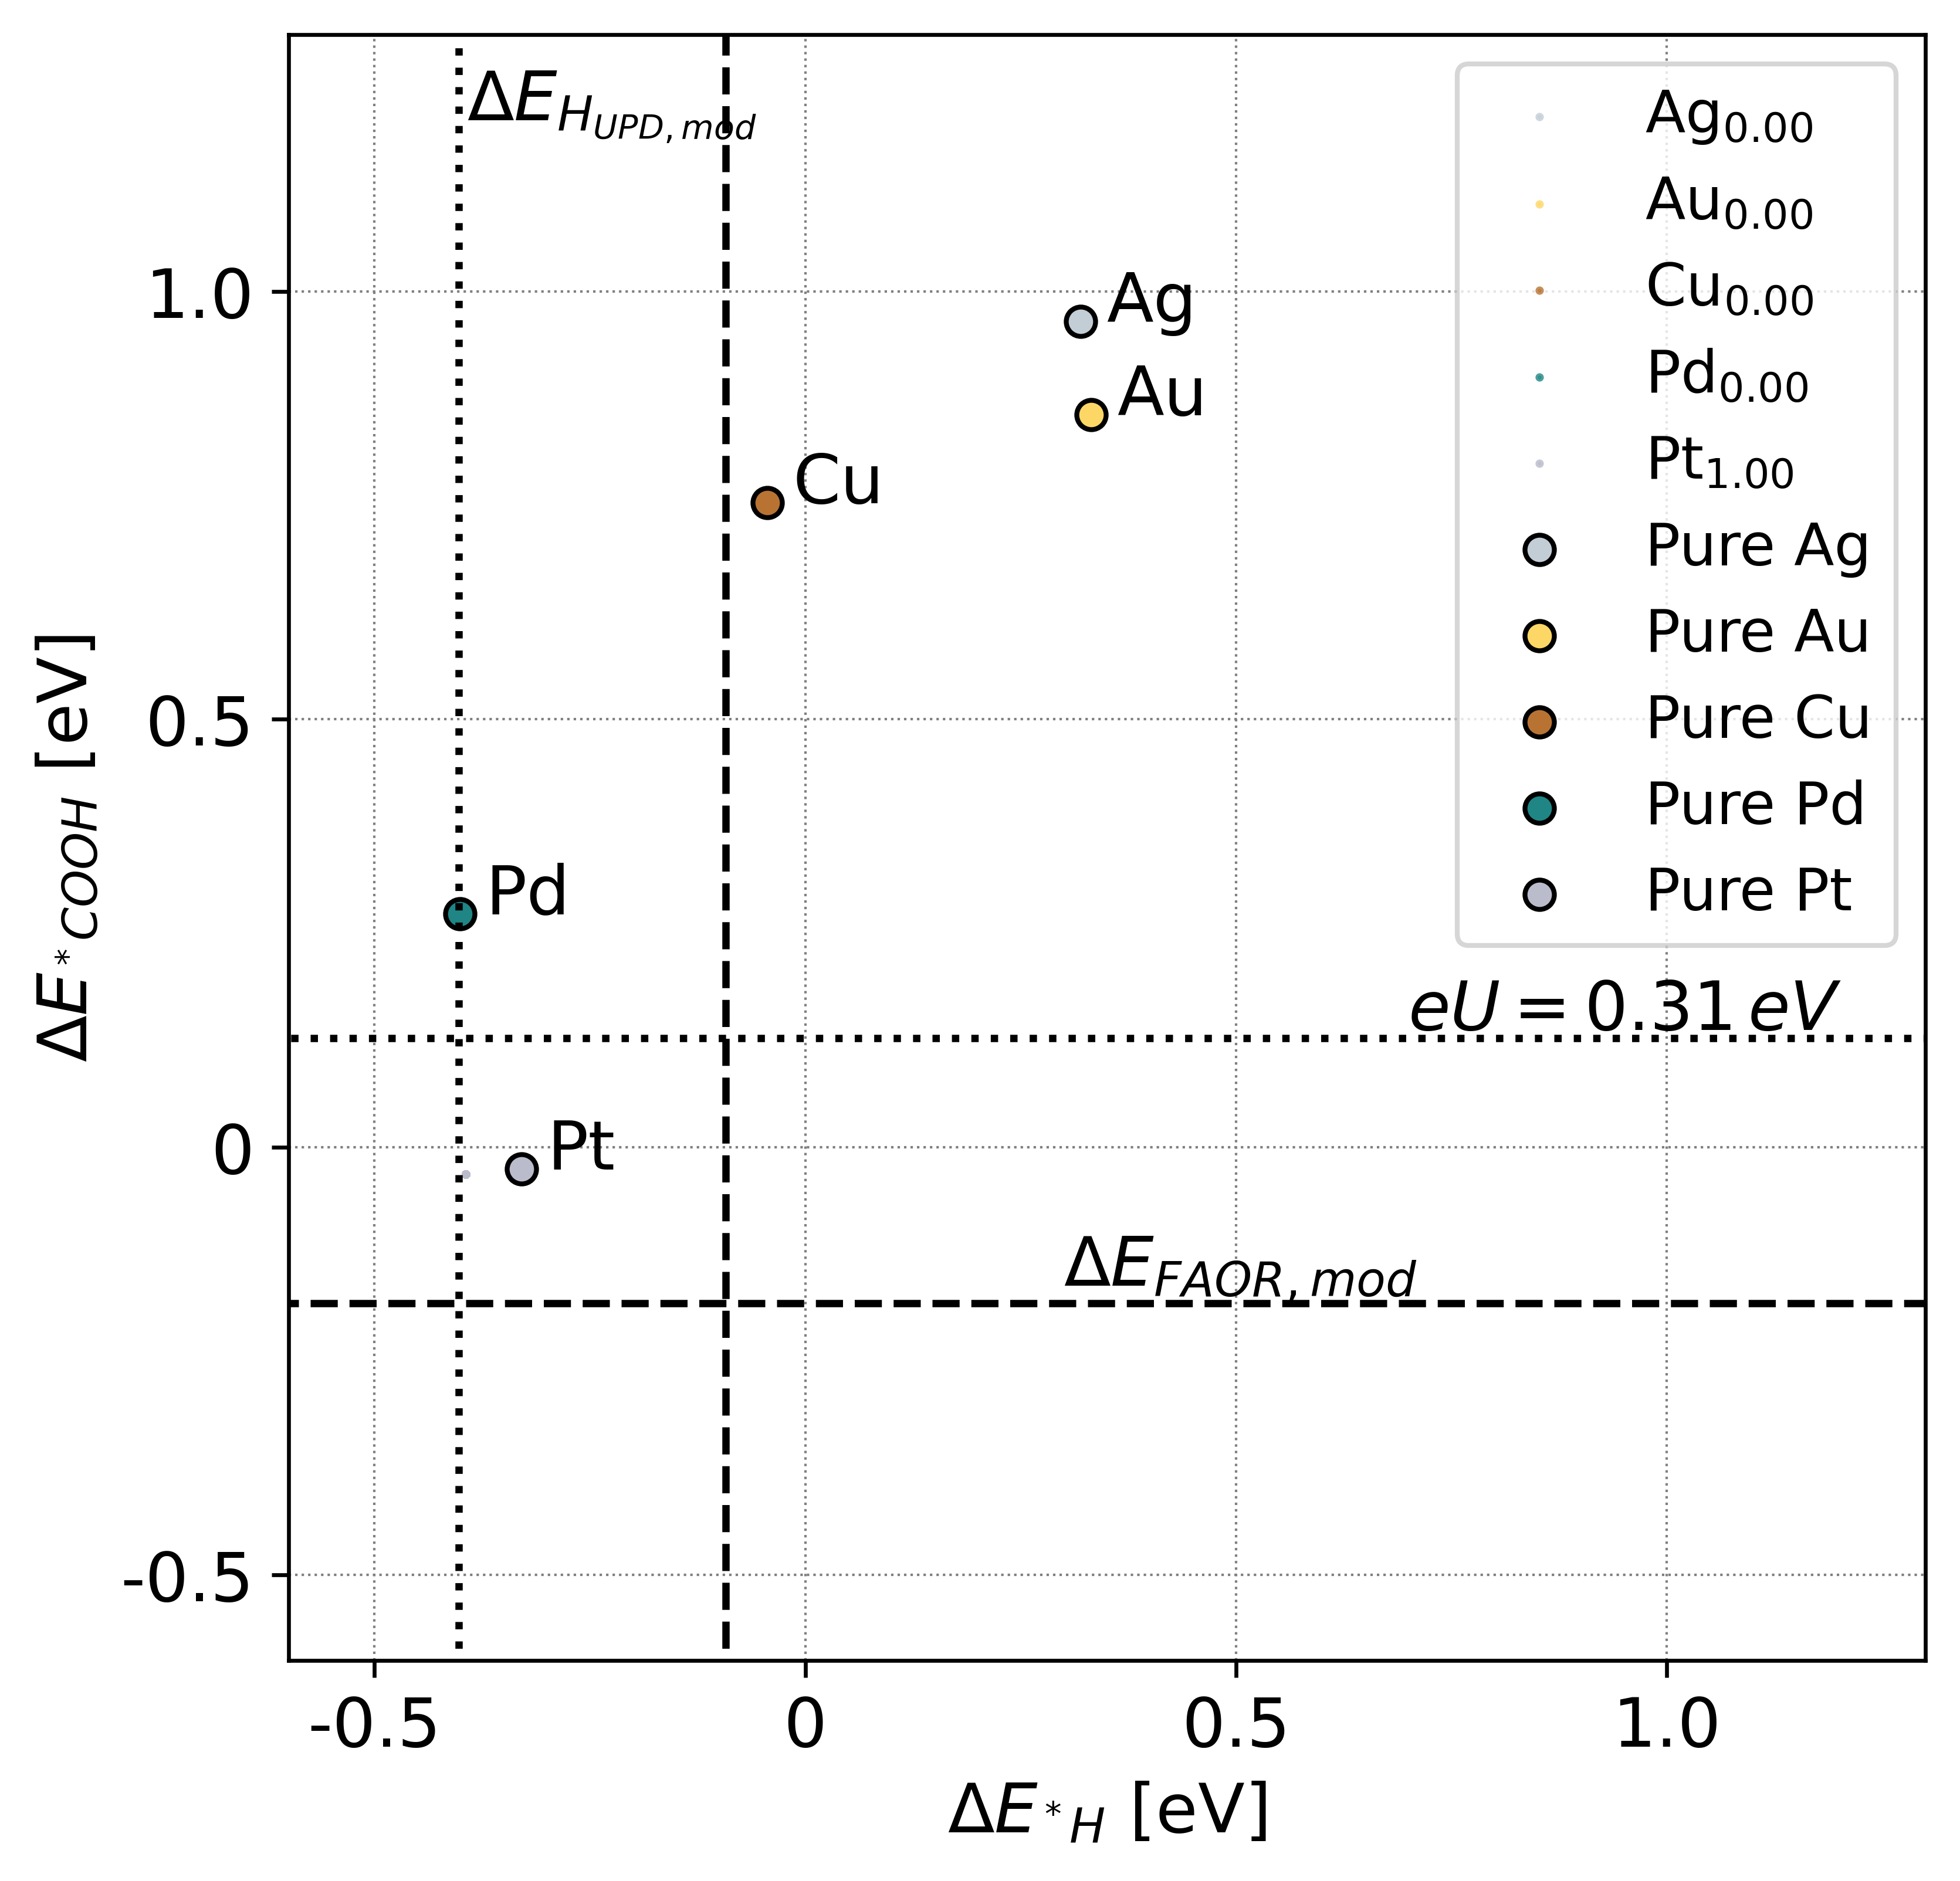 ΔE_{H_{UPD, mod}}
Ag_{0.00}
Au_{0.00}
Cu_{0.00}
Pd_{0.00}
Pt_{1.00}
Pure Ag
Pure Au
Pure Cu
Pure Pd
Pure Pt
Ag
Au
Cu
Pd
Pt
eU = 0.31 eV
ΔE_{FAOR, mod}
ΔE_{*COOH} [eV]
1.0
0.5
0
-0.5
-0.5 0 0.5 1.0
ΔE_{*H} [eV]